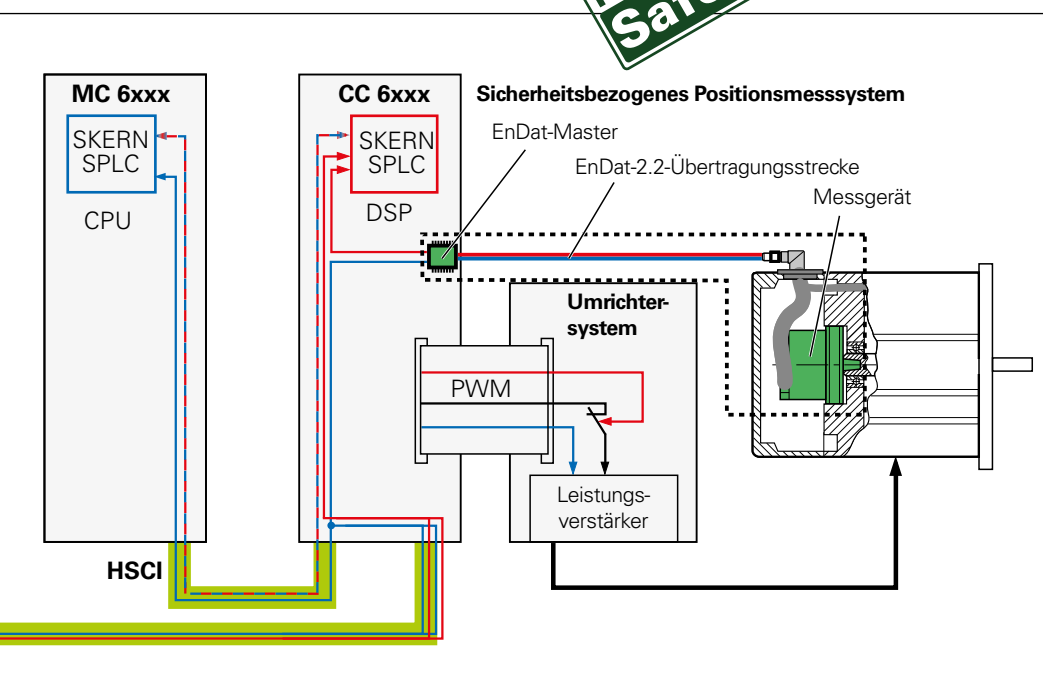 Safe
MC 6xxx
SKERN
SPLC
CPU
CC 6xxx
SKERN
SPLC
DSP
Sicherheitsbezogenes Positionsmesssystem
EnDat-Master
EnDat-2.2-Übertragungsstrecke
Messgerät
Umrichter-
system
PWM
Leistungs-
verstärker
HSCI